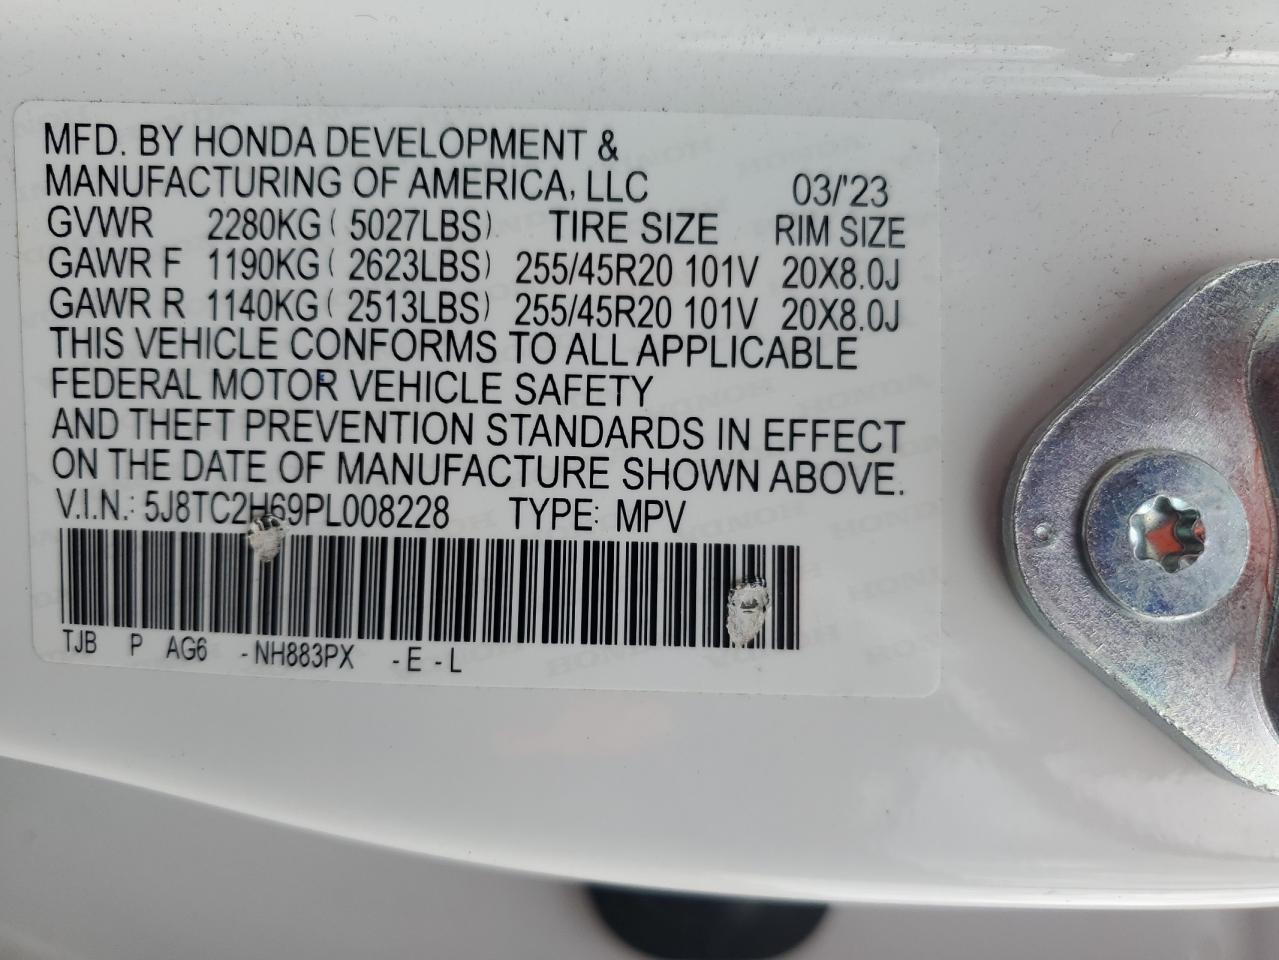 MFD. BY HONDA DEVELOPMENT &
MANUFACTURING OF AMERICA, LLC 03/'23
GVWR 2280KG ( 5027LBS) TIRE SIZE RIM SIZE
GAWR F 1190KG ( 2623LBS) 255/45R20 101V 20X8.0J
GAWR R 1140KG ( 2513LBS) 255/45R20 101V 20X8.0J
THIS VEHICLE CONFORMS TO ALL APPLICABLE
FEDERAL MOTOR VEHICLE SAFETY
AND THEFT PREVENTION STANDARDS IN EFFECT
ON THE DATE OF MANUFACTURE SHOWN ABOVE.
V.I.N.: 5J8TC2H69PL008228 TYPE: MPV
TJB P AG6 -NH883PX -E -L